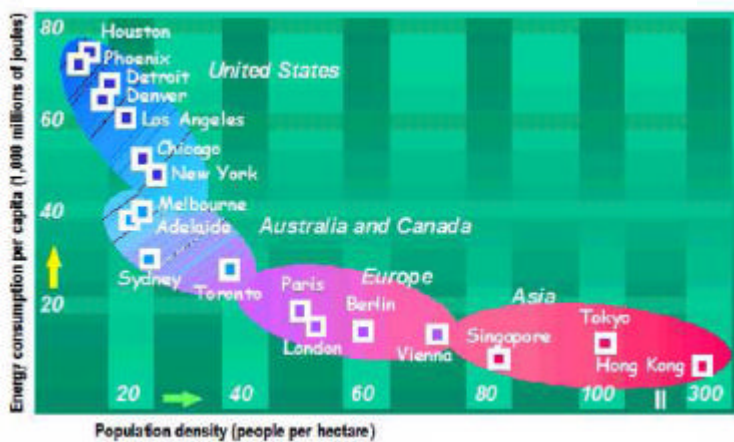 Energy consumption per capita (1,000 millions of joules)
80
60
40
20
Houston
Phoenix
Detroit
Denver
United States
Los Angeles
Chicago
New York
Melbourne
Adelaide
Australia and Canada
Sydney
Toronto
Paris
Europe
Berlin
London
Vienna
Asia
Singapore
Tokyo
Hong Kong
20
40
60
80
100
300
Population density (people per hectare)